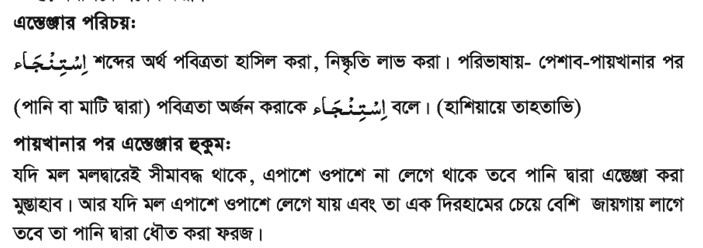 এস্তেঞ্জার পরিচয়ঃ
اِسْتِنْجَاء শব্দের অর্থ পবিত্রতা হাসিল করা, নিষ্কৃতি লাভ করা। পরিভাষায়- পেশাব-পায়খানার পর
(পানি বা মাটি দ্বারা) পবিত্রতা অর্জন করাকে اِسْتِنْجَاء বলে। (হাশিয়ায়ে তাহতাভি)
পায়খানার পর এস্তেঞ্জার হুকুমঃ
যদি মল মলদ্বারেই সীমাবদ্ধ থাকে, এপাশে ওপাশে না লেগে থাকে তবে পানি দ্বারা এস্তেঞ্জা করা
মুস্তাহাব। আর যদি মল এপাশে ওপাশে লেগে যায় এবং তা এক দিরহামের চেয়ে বেশি জায়গায় লাগে
তবে তা পানি দ্বারা ধৌত করা ফরজ।